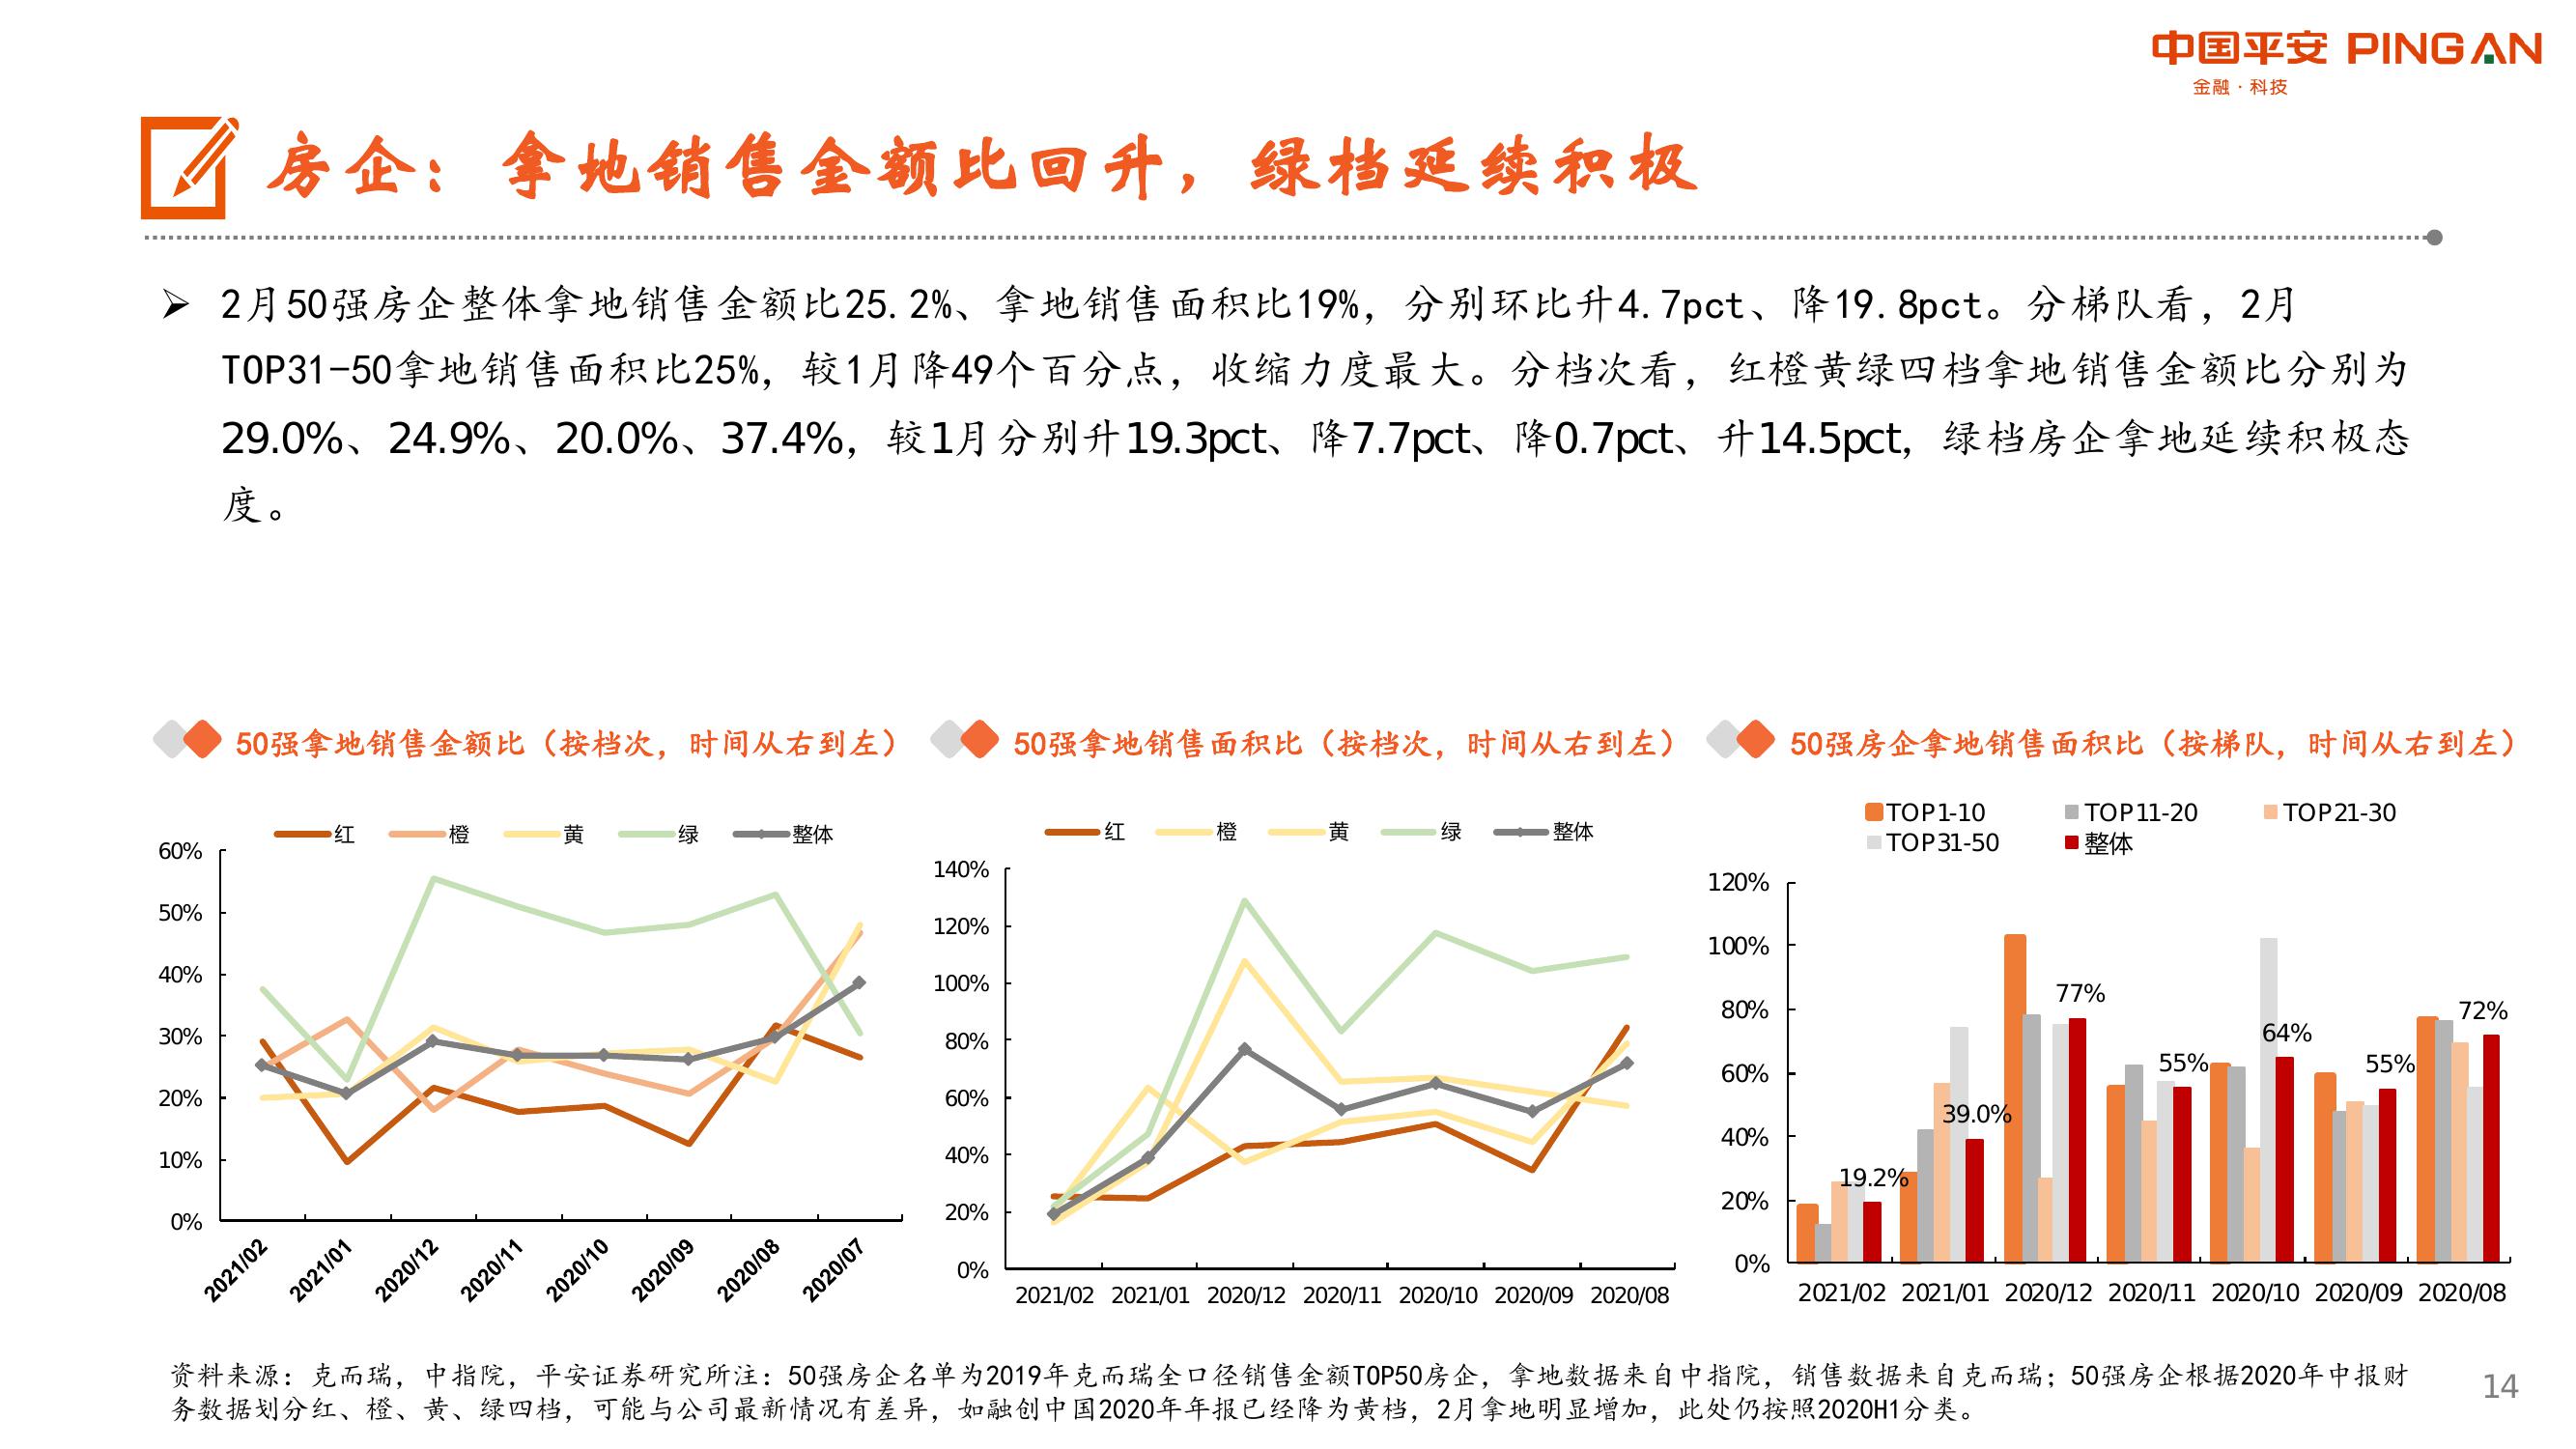 中国平安 PINGAN
金融·科技
房企：拿地销售金额比回升，绿档延续积极
➢ 2月50强房企整体拿地销售金额比25.2%、拿地销售面积比19%，分别环比升4.7pct、降19.8pct。分梯队看，2月
TOP31-50拿地销售面积比25%，较1月降49个百分点，收缩力度最大。分档次看，红橙黄绿四档拿地销售金额比分别为
29.0%、24.9%、20.0%、37.4%，较1月分别升19.3pct、降7.7pct、降0.7pct、升14.5pct，绿档房企拿地延续积极态
度。
50强拿地销售金额比（按档次，时间从右到左）
红 橙 黄 绿 整体
60%
50%
40%
30%
20%
10%
0%
2021/02 2021/01 2020/12 2020/11 2020/10 2020/09 2020/08 2020/07
50强拿地销售面积比（按档次，时间从右到左）
红 橙 黄 绿 整体
140%
120%
100%
80%
60%
40%
20%
0%
2021/02 2021/01 2020/12 2020/11 2020/10 2020/09 2020/08
50强房企拿地销售面积比（按梯队，时间从右到左）
TOP1-10 TOP11-20 TOP21-30
TOP31-50 整体
120%
100%
80%
60%
40%
20%
0%
19.2% 39.0% 77% 55% 64% 55% 72%
2021/02 2021/01 2020/12 2020/11 2020/10 2020/09 2020/08
资料来源：克而瑞，中指院，平安证券研究所注：50强房企名单为2019年克而瑞全口径销售金额TOP50房企，拿地数据来自中指院，销售数据来自克而瑞；50强房企根据2020年中报财
务数据划分红、橙、黄、绿四档，可能与公司最新情况有差异，如融创中国2020年年报已经降为黄档，2月拿地明显增加，此处仍按照2020H1分类。
14